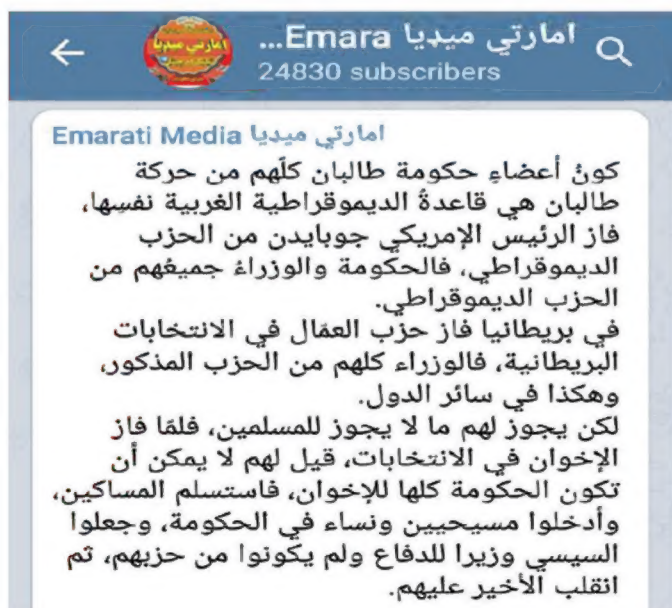 امارتي ميديا Emara...
24830 subscribers
امارتي ميديا
امارتي ميديا Emarati Media
كونُ أعضاءِ حكومة طالبان كلّهم من حركة
طالبان هي قاعدةُ الديموقراطية الغربية نفسِها،
فاز الرئيس الإمريكي جوبايدن من الحزب
الديموقراطي، فالحكومة والوزراءُ جميعُهم من
الحزب الديموقراطي.
في بريطانيا فاز حزب العمّال في الانتخابات
البريطانية، فالوزراء كلهم من الحزب المذكور،
وهكذا في سائر الدول.
لكن يجوز لهم ما لا يجوز للمسلمين، فلمّا فاز
الإخوان في الانتخابات، قيل لهم لا يمكن أن
تكون الحكومة كلها للإخوان، فاستسلم المساكين،
وأدخلوا مسيحيين ونساء في الحكومة، وجعلوا
السيسي وزيرا للدفاع ولم يكونوا من حزبهم، ثم
انقلب الأخير عليهم.